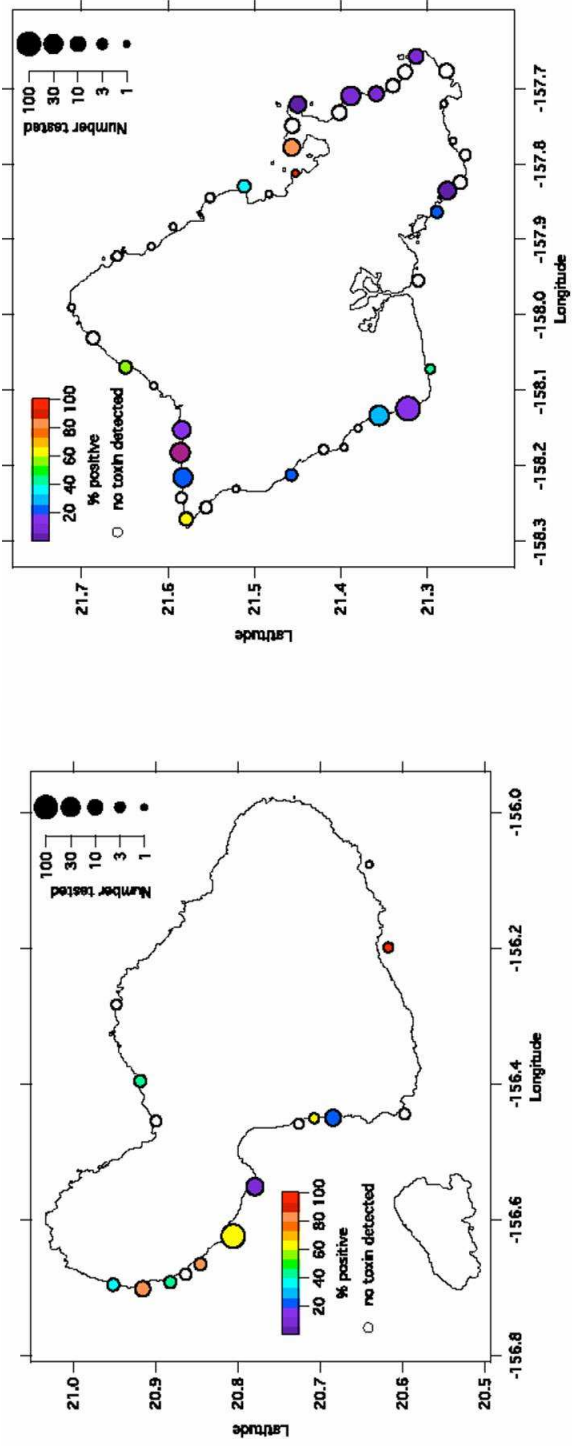 100
30
10
3
1
Number tested
20 40 60 80 100
% positive
no toxin detected
21.7
21.6
21.5
21.4
21.3
Latitude
-158.3 -158.2 -158.1 -158.0 -157.9 -157.8 -157.7
Longitude
100
30
10
3
1
Number tested
20 40 60 80 100
% positive
no toxin detected
21.0
20.9
20.8
20.7
20.6
20.5
Latitude
-156.8 -156.6 -156.4 -156.2 -156.0
Longitude